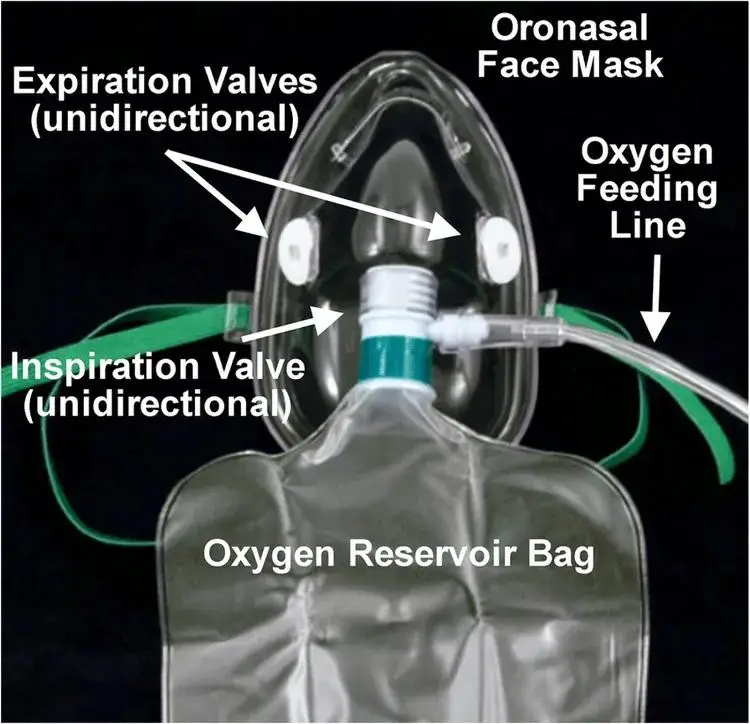 Oronasal
Face Mask
Expiration Valves
(unidirectional)
Oxygen
Feeding
Line
Inspiration Valve
(unidirectional)
Oxygen Reservoir Bag